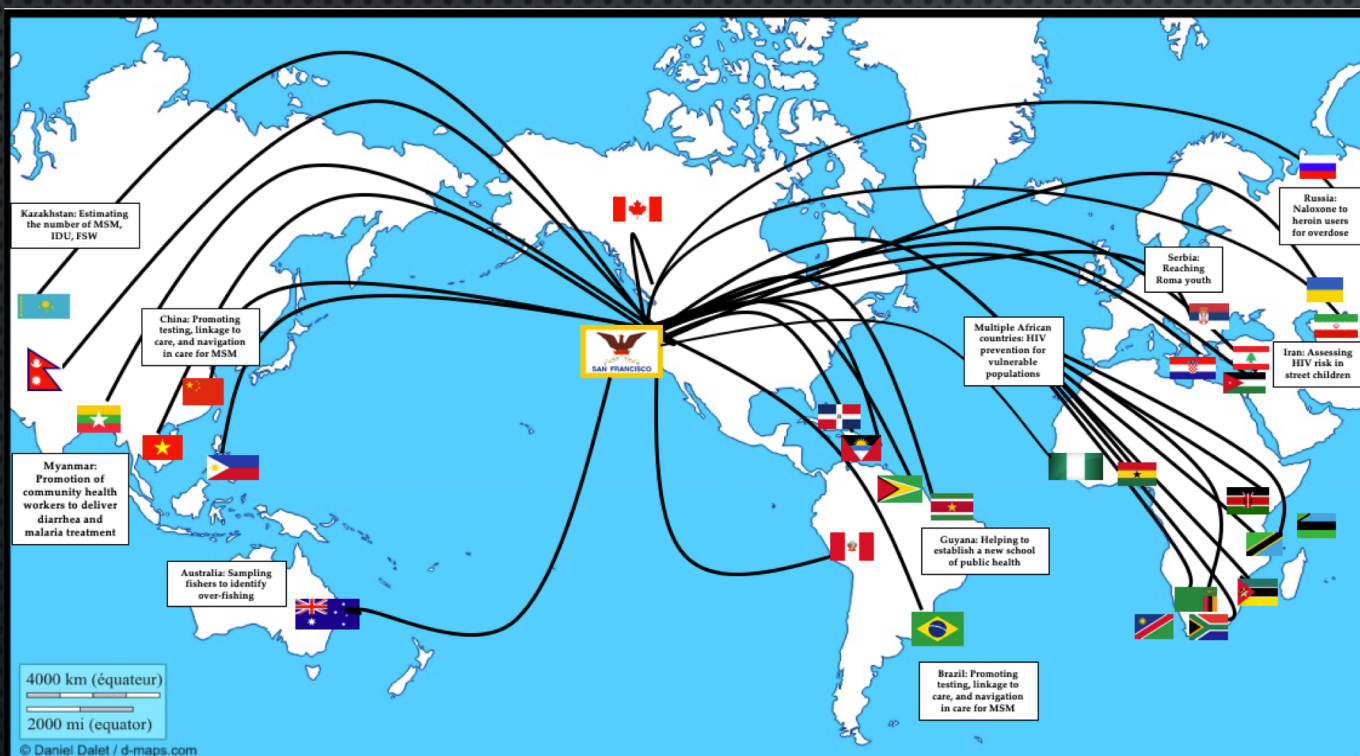 Kazakhstan: Estimating
the number of MSM,
IDU, FSW
China: Promoting
testing, linkage to
care, and navigation
in care for MSM
Myanmar:
Promotion of
community health
workers to deliver
diarrhea and
malaria treatment
Australia: Sampling
fishers to identify
over-fishing
SAN FRANCISCO
Multiple African
countries: HIV
prevention for
vulnerable
populations
Serbia:
Reaching
Roma youth
Russia:
Naloxone to
heroin users
for overdose
Iran: Assessing
HIV risk in
street children
Guyana: Helping to
establish a new school
of public health
Brazil: Promoting
testing, linkage to
care, and navigation
in care for MSM
4000 km (équateur)
2000 mi (equator)
© Daniel Dalet / d-maps.com